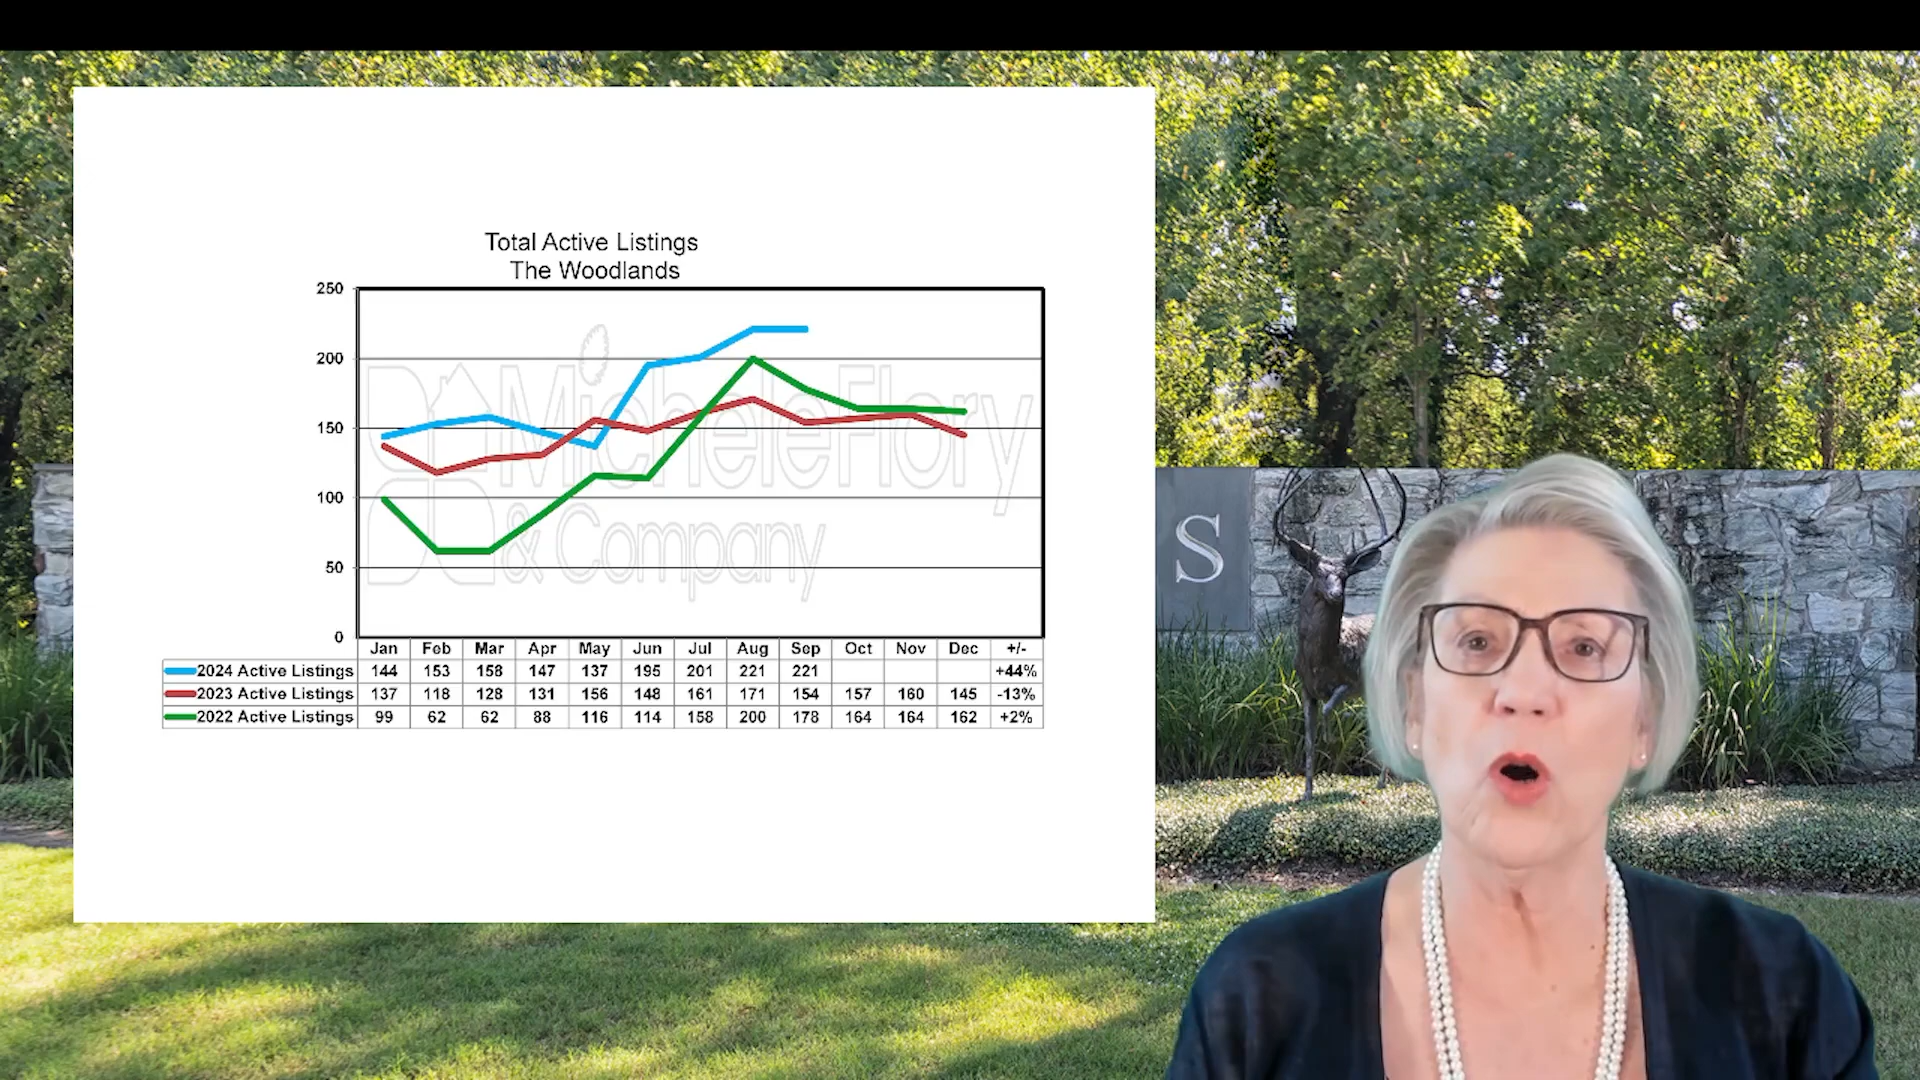 Total Active Listings
The Woodlands
250
200
150
100
50
0
Michele Flory
& Company
Jan Feb Mar Apr May Jun Jul Aug Sep Oct Nov Dec +/-
2024 Active Listings 144 153 158 147 137 195 201 221 221 +44%
2023 Active Listings 137 118 128 131 156 148 161 171 154 157 160 145 -13%
2022 Active Listings 99 62 62 88 116 114 158 200 178 164 164 162 +2%
S